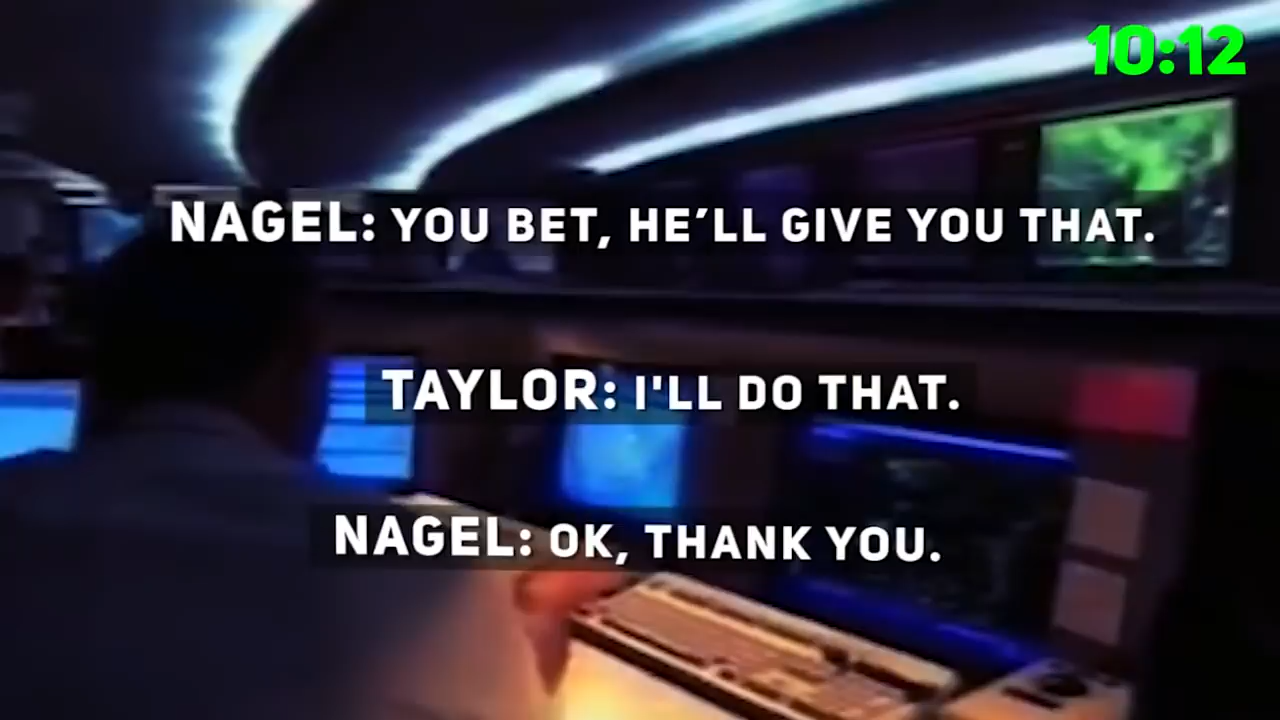 10:12
NAGEL: YOU BET, HE’LL GIVE YOU THAT.
TAYLOR: I'LL DO THAT.
NAGEL: OK, THANK YOU.